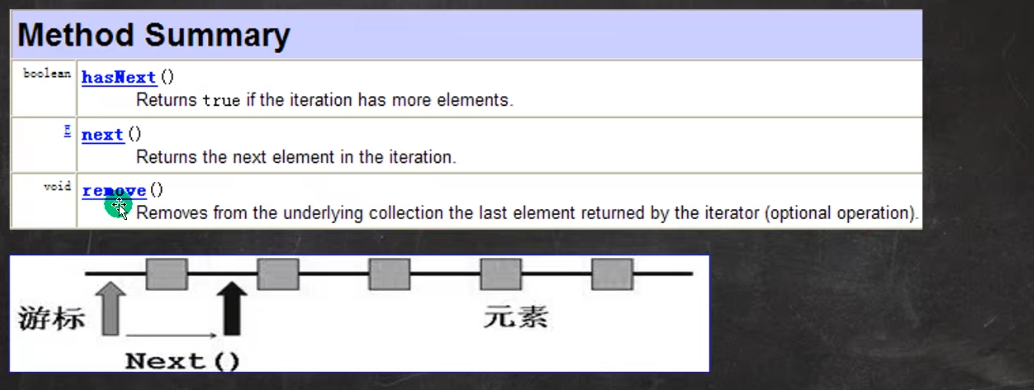 Method Summary
boolean hasNext()
Returns true if the iteration has more elements.
E next()
Returns the next element in the iteration.
void remove()
Removes from the underlying collection the last element returned by the iterator (optional operation).
游标 元素
Next()